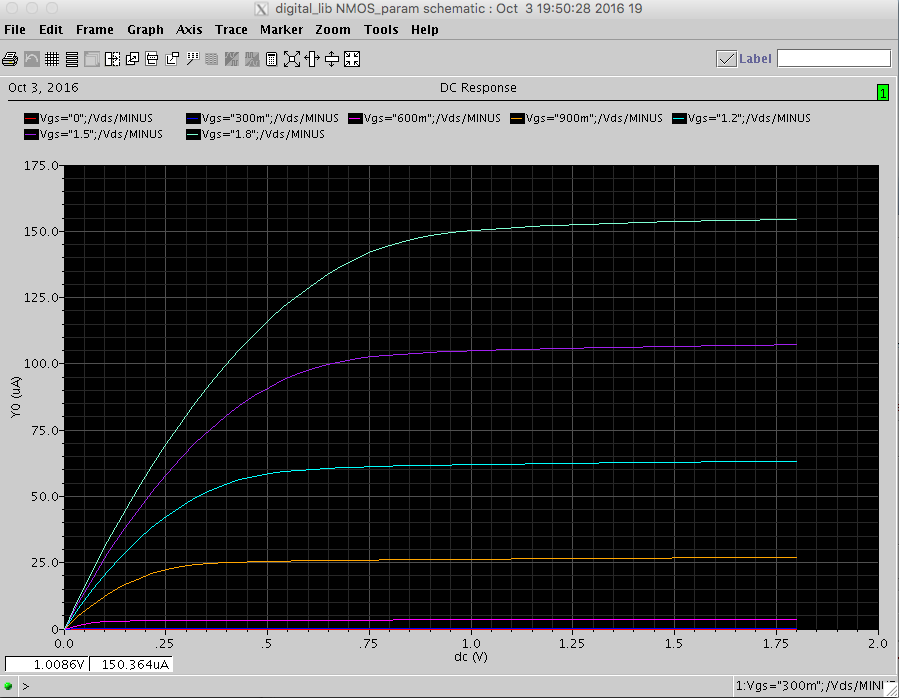 digital_lib NMOS_param schematic : Oct  3 19:50:28 2016 19
File Edit Frame Graph Axis Trace Marker Zoom Tools Help
Label
Oct 3, 2016 DC Response 1
Vgs="0";/Vds/MINUS Vgs="300m";/Vds/MINUS Vgs="600m";/Vds/MINUS Vgs="900m";/Vds/MINUS Vgs="1.2";/Vds/MINUS
Vgs="1.5";/Vds/MINUS Vgs="1.8";/Vds/MINUS
175.0
150.0
125.0
100.0
75.0
50.0
25.0
0
Y0 (uA)
0.0 .25 .5 .75 1.0 1.25 1.5 1.75 2.0
dc (V)
1.0086V 150.364uA
> 1:Vgs="300m";/Vds/MINU